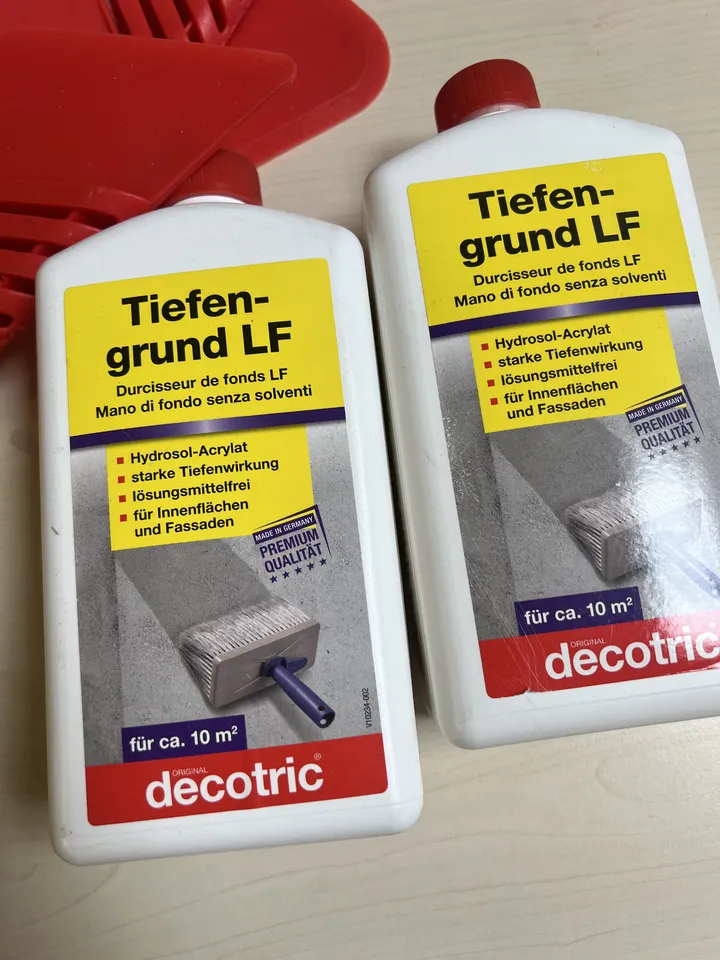 Tiefen-
grund LF
Durcisseur de fonds LF
Mano di fondo senza solventi
Hydrosol-Acrylat
starke Tiefenwirkung
lösungsmittelfrei
für Innenflächen
und Fassaden
MADE IN GERMANY
PREMIUM
QUALITÄT
für ca. 10 m²
V10234-002
ORIGINAL
decotric®
Tiefen-
grund LF
Durcisseur de fonds LF
Mano di fondo senza solventi
Hydrosol-Acrylat
starke Tiefenwirkung
lösungsmittelfrei
für Innenflächen
und Fassaden
MADE IN GERMANY
PREMIUM
QUALITÄT
für ca. 10 m²
ORIGINAL
decotric